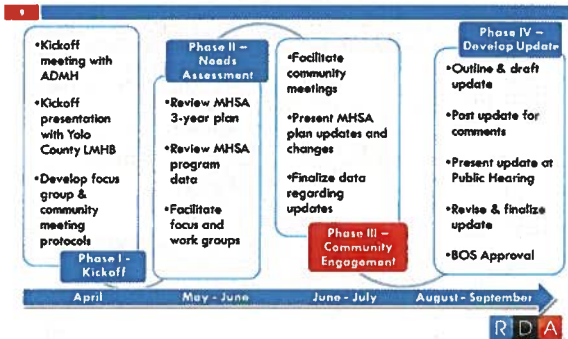 9
•Kickoff
meeting with
ADMH
•Kickoff
presentation
with Yolo
County LMHB
•Develop focus
group &
community
meeting
protocols
Phase I -
Kickoff
Phase II –
Needs
Assessment
•Review MHSA
3-year plan
•Review MHSA
program
data
•Facilitate
focus and
work groups
•Facilitate
community
meetings
•Present MHSA
plan updates and
changes
•Finalize data
regarding
updates
Phase III –
Community
Engagement
Phase IV –
Develop Update
•Outline & draft
update
•Post update for
comments
•Present update at
Public Hearing
•Revise & finalize
update
•BOS Approval
April
May - June
June - July
August - September
RDA